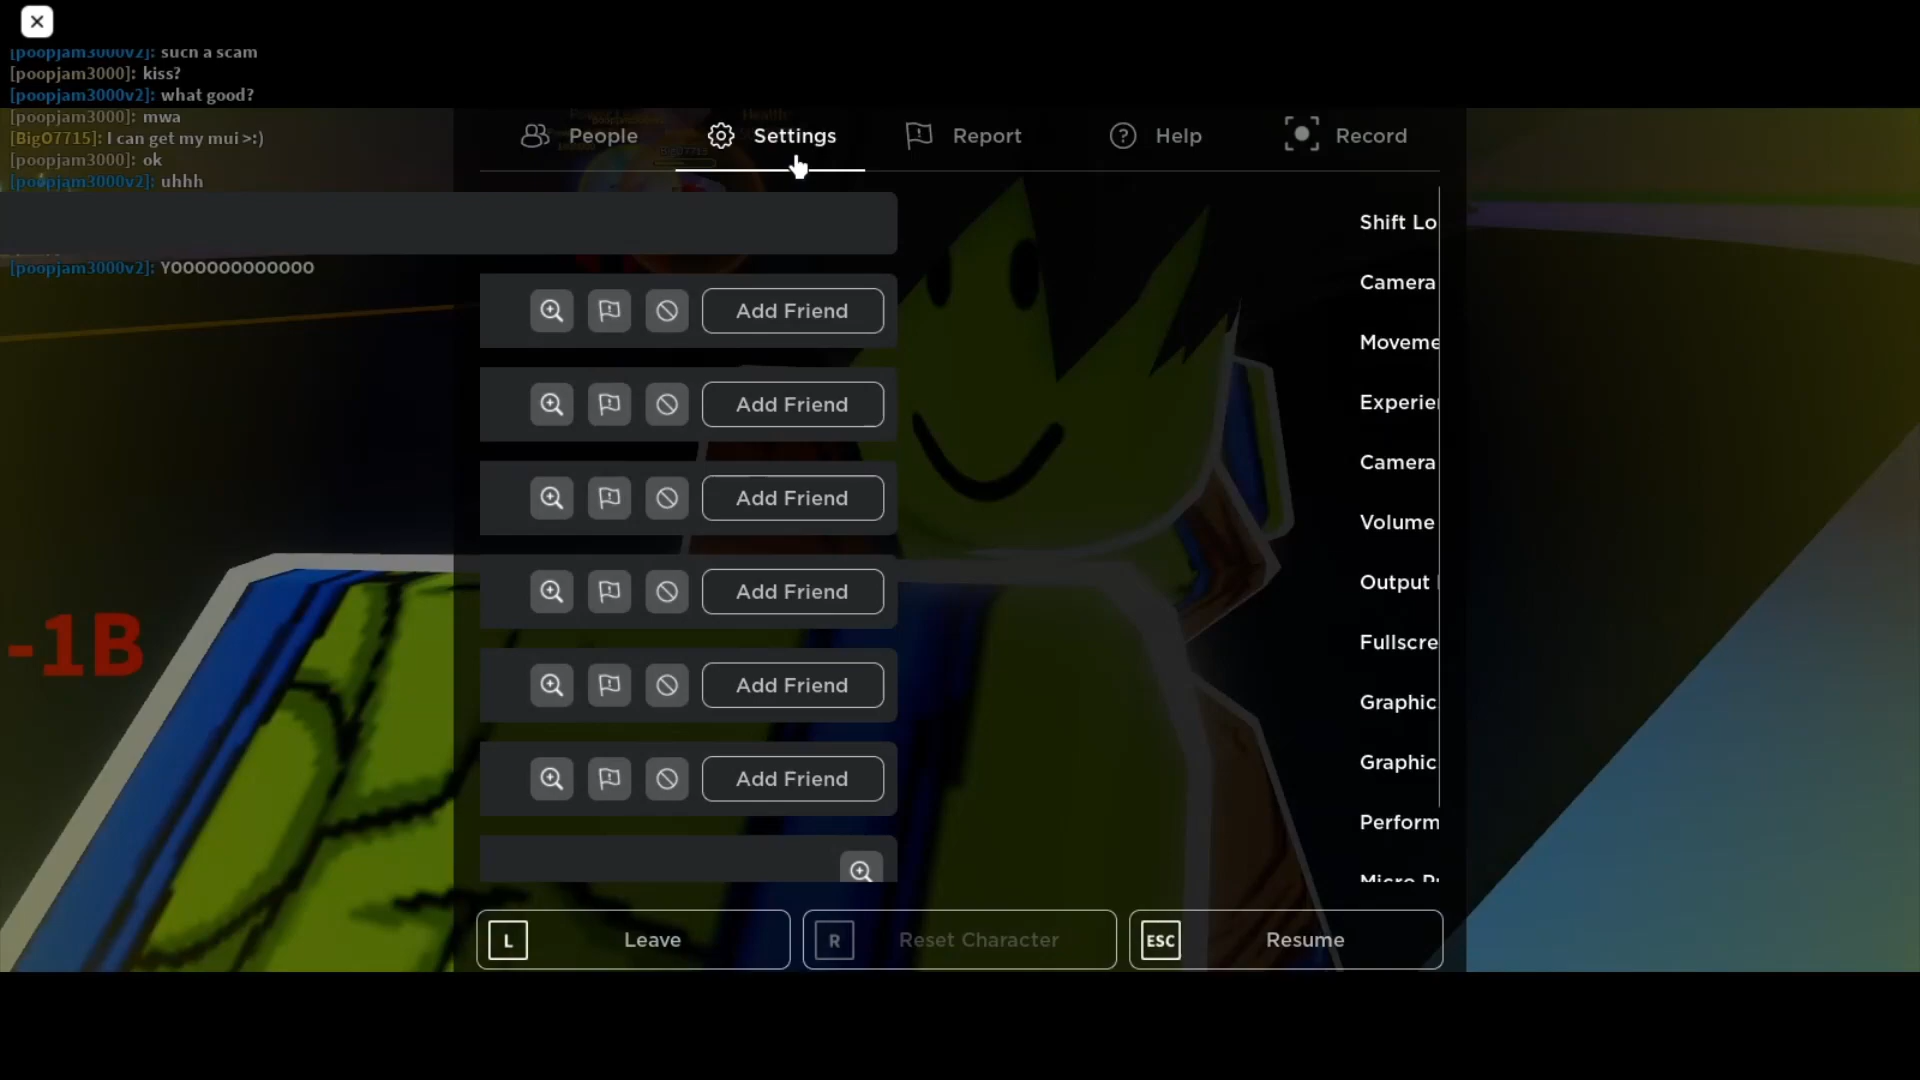 [poopjam3000v2]: such a scam
[poopjam3000]: kiss?
[poopjam3000v2]: what good?
[poopjam3000]: mwa
[BigO7715]: I can get my mui >:)
[poopjam3000]: ok
[poopjam3000v2]: uhhh
[poopjam3000v2]: YOOOOOOOOOOOO
People
Settings
Report
Help
Record
Shift Lo
Camera
Moveme
Experie
Camera
Volume
Output
Fullscre
Graphic
Graphic
Perform
Micro P
Add Friend
Add Friend
Add Friend
Add Friend
Add Friend
Add Friend
-1B
L Leave
R Reset Character
ESC Resume